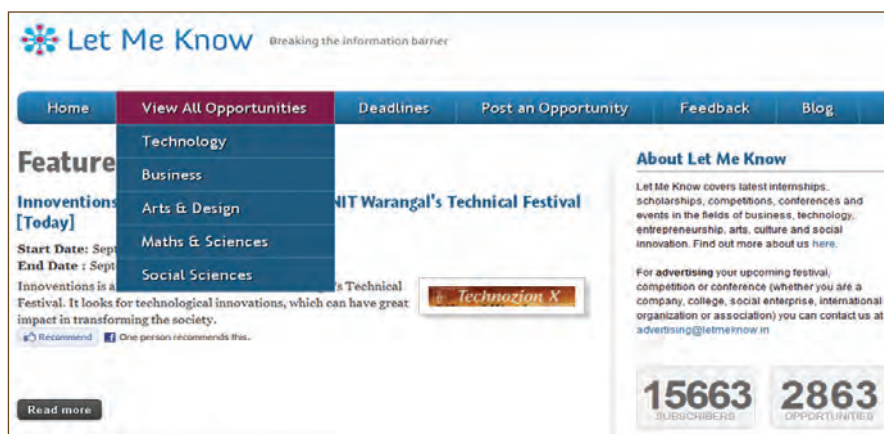 Let Me Know Breaking the information barrier
Home View All Opportunities Deadlines Post an Opportunity Feedback Blog
Technology
Business
Arts & Design
Maths & Sciences
Social Sciences
Feature
Innoventions NIT Warangal's Technical Festival
[Today]
Start Date: Sept
End Date : Sept
Innoventions is a 's Technical
Festival. It looks for technological innovations, which can have great
impact in transforming the society.
Technozion X
Recommend One person recommends this.
Read more
About Let Me Know
Let Me Know covers latest internships,
scholarships, competitions, conferences and
events in the fields of business, technology,
entrepreneurship, arts, culture and social
innovation. Find out more about us here.
For advertising your upcoming festival,
competition or conference (whether you are a
company, college, social enterprise, international
organization or association) you can contact us at
advertising@letmeknow.in
15663 2863
SUBSCRIBERS OPPORTUNITIES